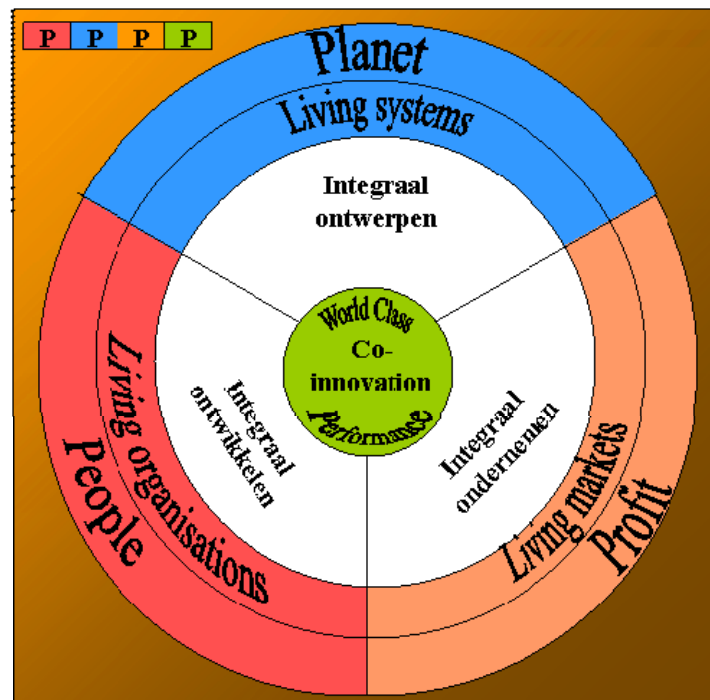 P P P P
Planet
Living systems
Integraal
ontwerpen
World Class
Co-
innovation
Performance
Integraal
ontwikkelen
Living organisations
People
Integraal
ondernemen
Living markets
Profit